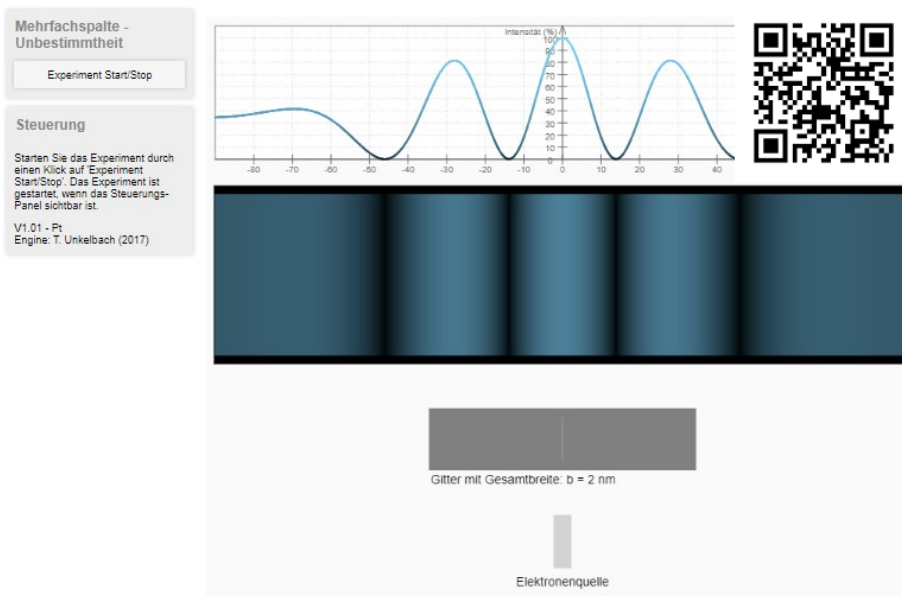 Mehrfachspalte -
Unbestimmtheit
Experiment Start/Stop
Steuerung
Starten Sie das Experiment durch
einen Klick auf 'Experiment
Start/Stop'. Das Experiment ist
gestartet, wenn das Steuerungs-
Panel sichtbar ist.
V1.01 - Pt
Engine: T. Unkelbach (2017)
Intensität (%)
100
90
80
70
60
50
40
30
20
10
0
-80 -70 -60 -50 -40 -30 -20 -10 0 10 20 30 40
Gitter mit Gesamtbreite: b = 2 nm
Elektronenquelle